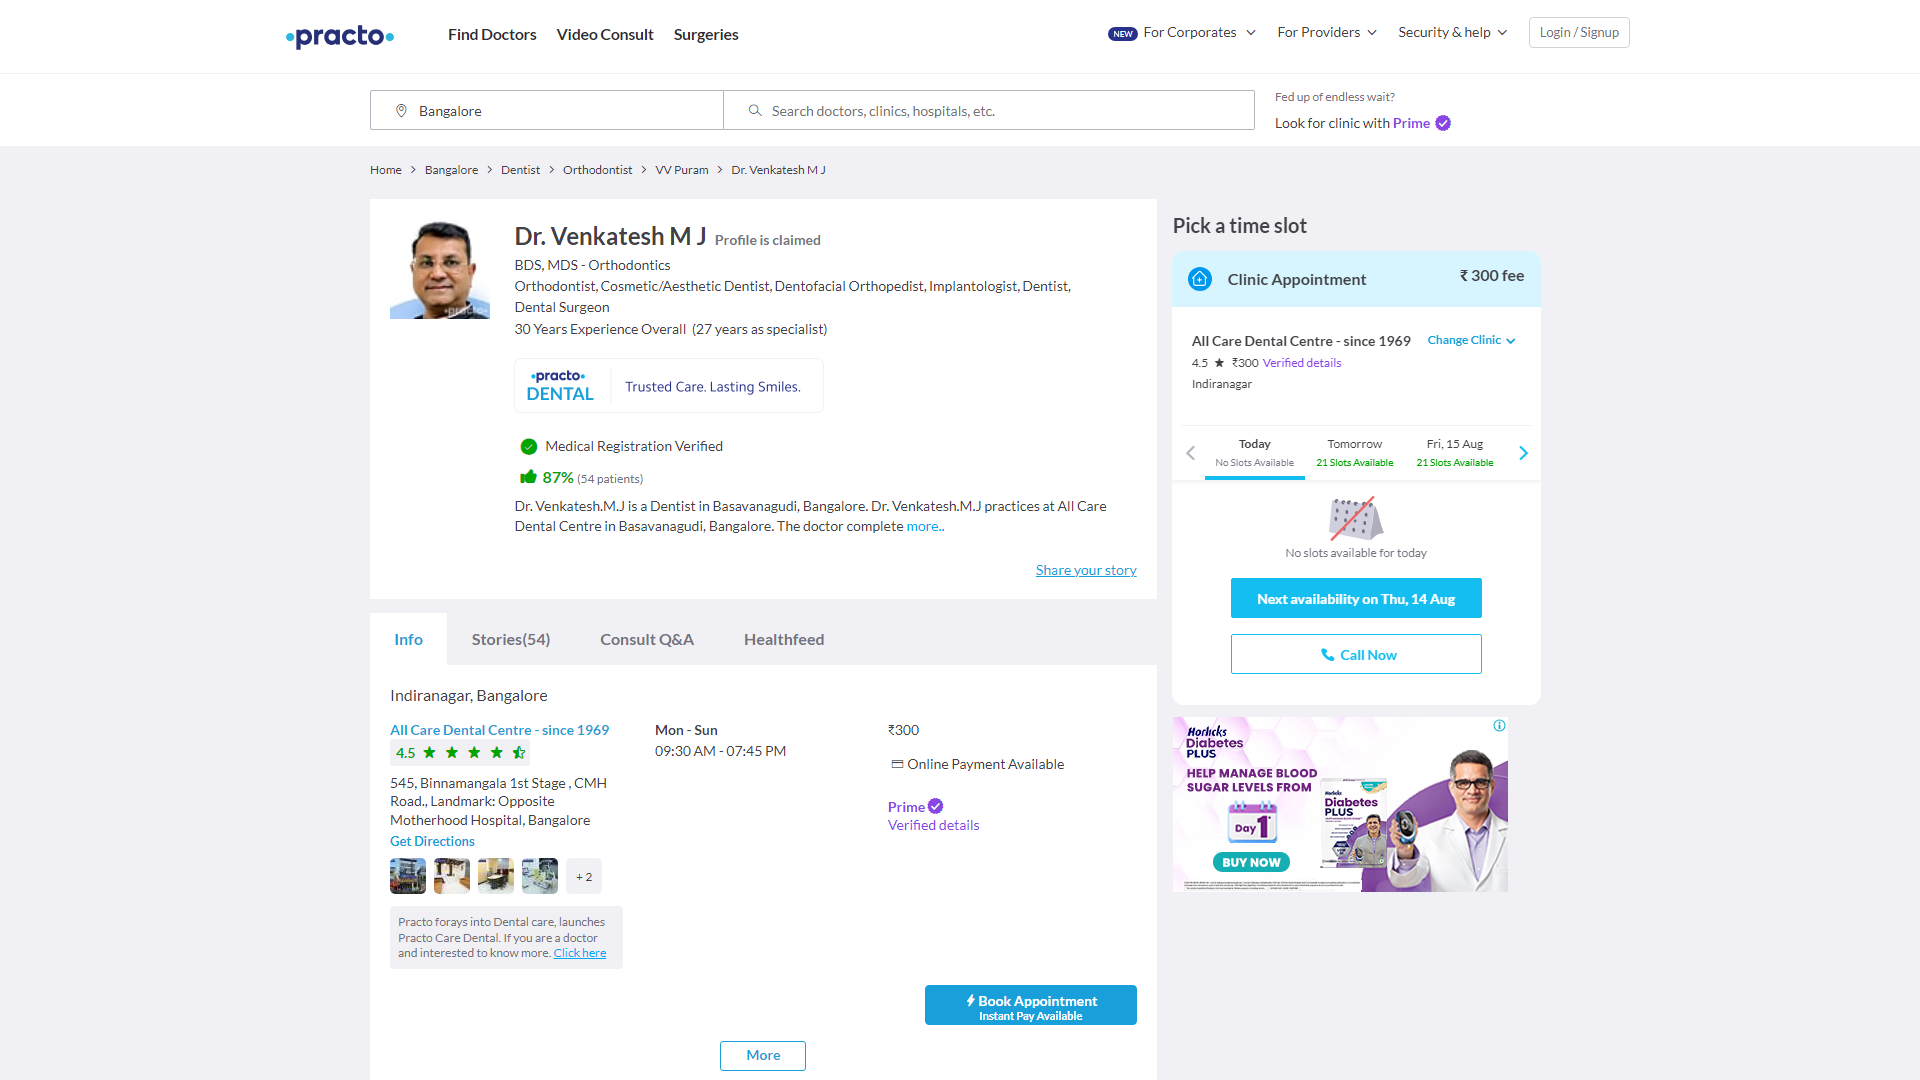 practo
Find Doctors
Video Consult
Surgeries
NEW For Corporates
For Providers
Security & help
Login / Signup
Bangalore
Search doctors, clinics, hospitals, etc.
Fed up of endless wait?
Look for clinic with Prime
Home > Bangalore > Dentist > Orthodontist > VV Puram > Dr. Venkatesh M J
Dr. Venkatesh M J Profile is claimed
BDS, MDS - Orthodontics
Orthodontist, Cosmetic/Aesthetic Dentist, Dentofacial Orthopedist, Implantologist, Dentist,
Dental Surgeon
30 Years Experience Overall (27 years as specialist)
practo
DENTAL
Trusted Care. Lasting Smiles.
Medical Registration Verified
87% (54 patients)
Dr. Venkatesh.M.J is a Dentist in Basavanagudi, Bangalore. Dr. Venkatesh.M.J practices at All Care
Dental Centre in Basavanagudi, Bangalore. The doctor complete more..
Share your story
Info
Stories(54)
Consult Q&A
Healthfeed
Indiranagar, Bangalore
All Care Dental Centre - since 1969
4.5
545, Binnamangala 1st Stage , CMH
Road., Landmark: Opposite
Motherhood Hospital, Bangalore
Get Directions
+ 2
Practo forays into Dental care, launches
Practo Care Dental. If you are a doctor
and interested to know more. Click here
Mon - Sun
09:30 AM - 07:45 PM
₹300
Online Payment Available
Prime
Verified details
Book Appointment
Instant Pay Available
More
Pick a time slot
Clinic Appointment
₹ 300 fee
All Care Dental Centre - since 1969
Change Clinic
4.5 ★ ₹300 Verified details
Indiranagar
Today
No Slots Available
Tomorrow
21 Slots Available
Fri, 15 Aug
21 Slots Available
No slots available for today
Next availability on Thu, 14 Aug
Call Now
Horlicks
Diabetes
PLUS
HELP MANAGE BLOOD
SUGAR LEVELS FROM
Day 1*
BUY NOW
Horlicks
Diabetes
PLUS